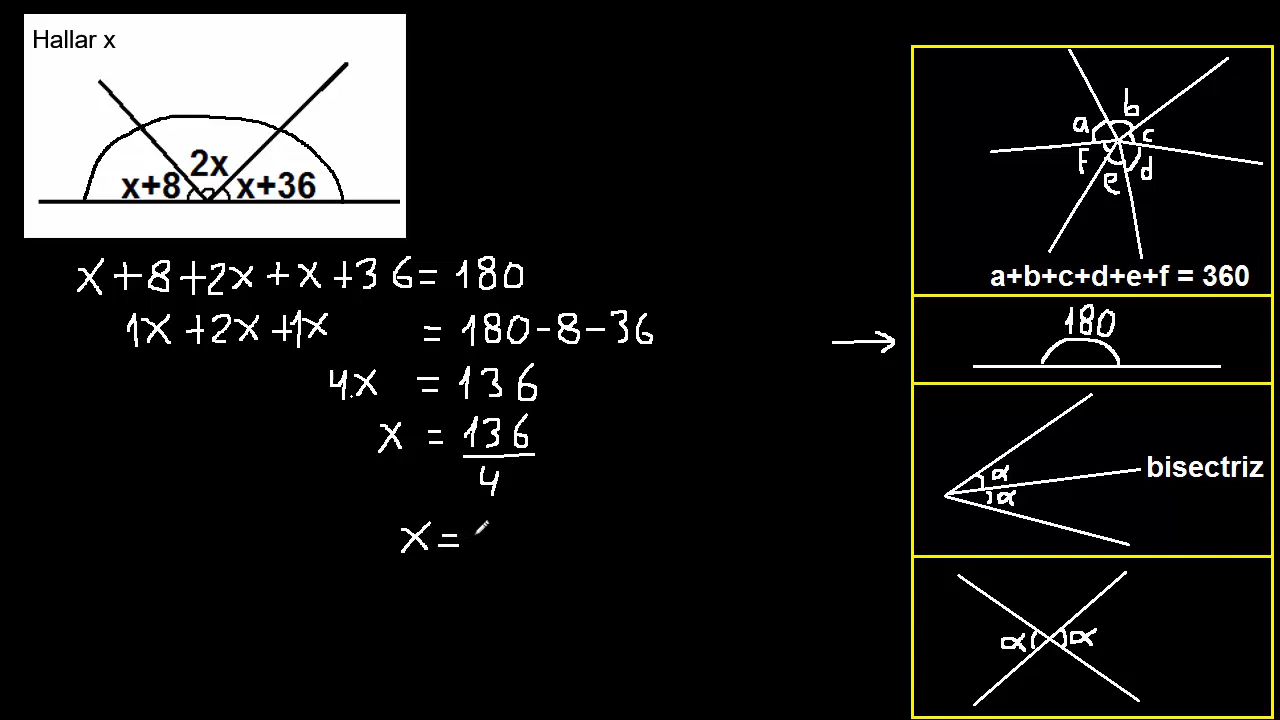 Hallar x
2x
x+8 x+36
x+8+2x+x+36=180
1x+2x+1x =180-8-36
4x =136
x =136
4
x=
a b c d e f
a+b+c+d+e+f = 360
180
α
bisectriz
α
α α